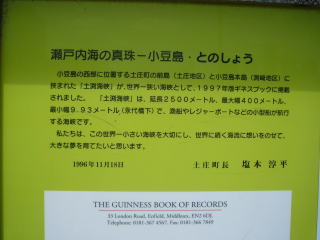 瀬戸内海の真珠－小豆島・とのしょう
小豆島の西部に位置する土庄町の前島（土庄地区）と小豆島本島（渕崎地区）に
挟まれた「土渕海峡」が、世界一狭い海峡として、1997年版ギネスブックに掲載
されました。　「土渕海峡」は、延長2500メートル、最大幅400メートル、
最小幅9.93メートル（永代橋下）で、漁船やレジャーボートなどの小型船が航行
する海峡です。
私たちは、この世界一小さい海峡を大切にし、世界に続く海流に想いをのせて、
大きな夢を育てたいと思います。
1996年11月18日　土庄町長　塩本淳平
THE GUINNESS BOOK OF RECORDS
33 London Road, Enfield, Middlesex, EN2 6DJ.
Telephone: 0181-367 4567. Fax: 0181-366 7849